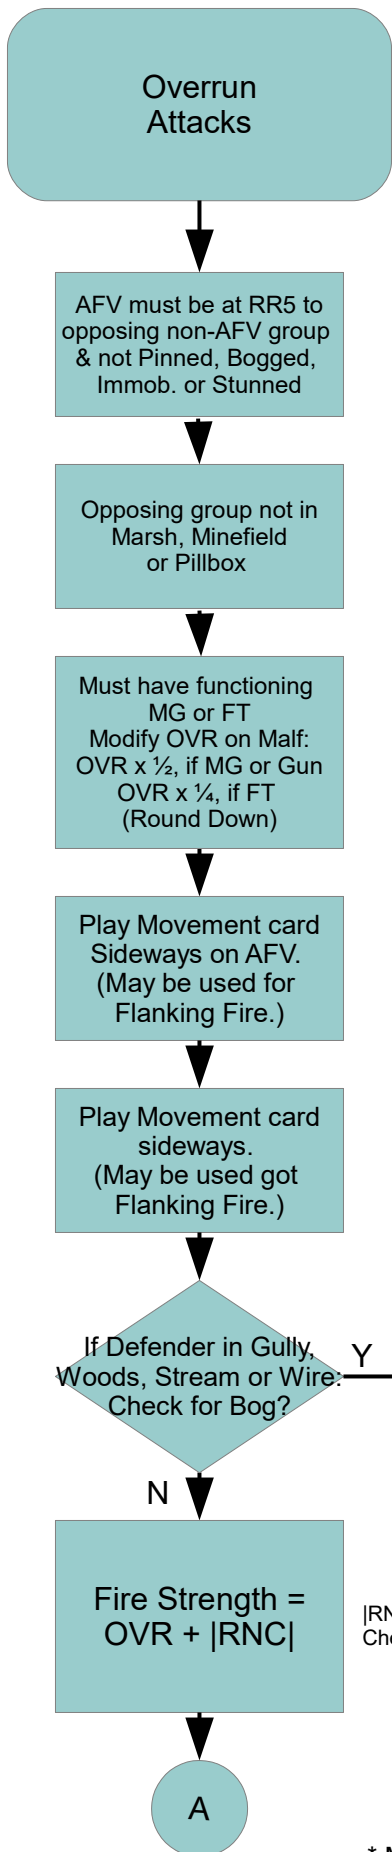 Overrun
Attacks
AFV must be at RR5 to
opposing non-AFV group
& not Pinned, Bogged,
Immob. or Stunned
Opposing group not in
Marsh, Minefield
or Pillbox
Must have functioning
MG or FT
Modify OVR on Malf:
OVR x ½, if MG or Gun
OVR x ¼, if FT
(Round Down)
Play Movement card
Sideways on AFV.
(May be used for
Flanking Fire.)
Play Movement card
sideways.
(May be used got
Flanking Fire.)
If Defender in Gully,
Woods, Stream or Wire:
Check for Bog?
Y
N
Fire Strength =
OVR + |RNC|
A